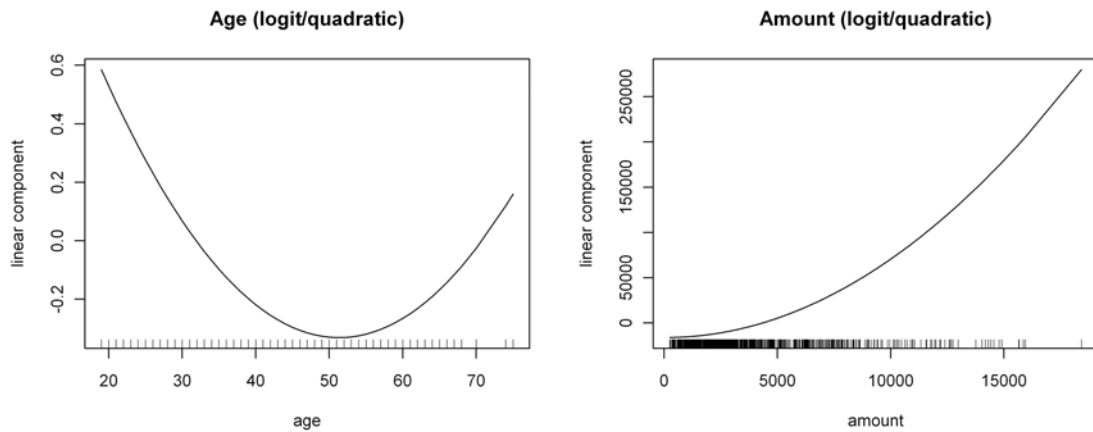 Age (logit/quadratic)
linear component
0.6
0.4
0.2
0.0
-0.2
20 30 40 50 60 70
age
Amount (logit/quadratic)
linear component
250000
150000
50000
0
0 5000 10000 15000
amount